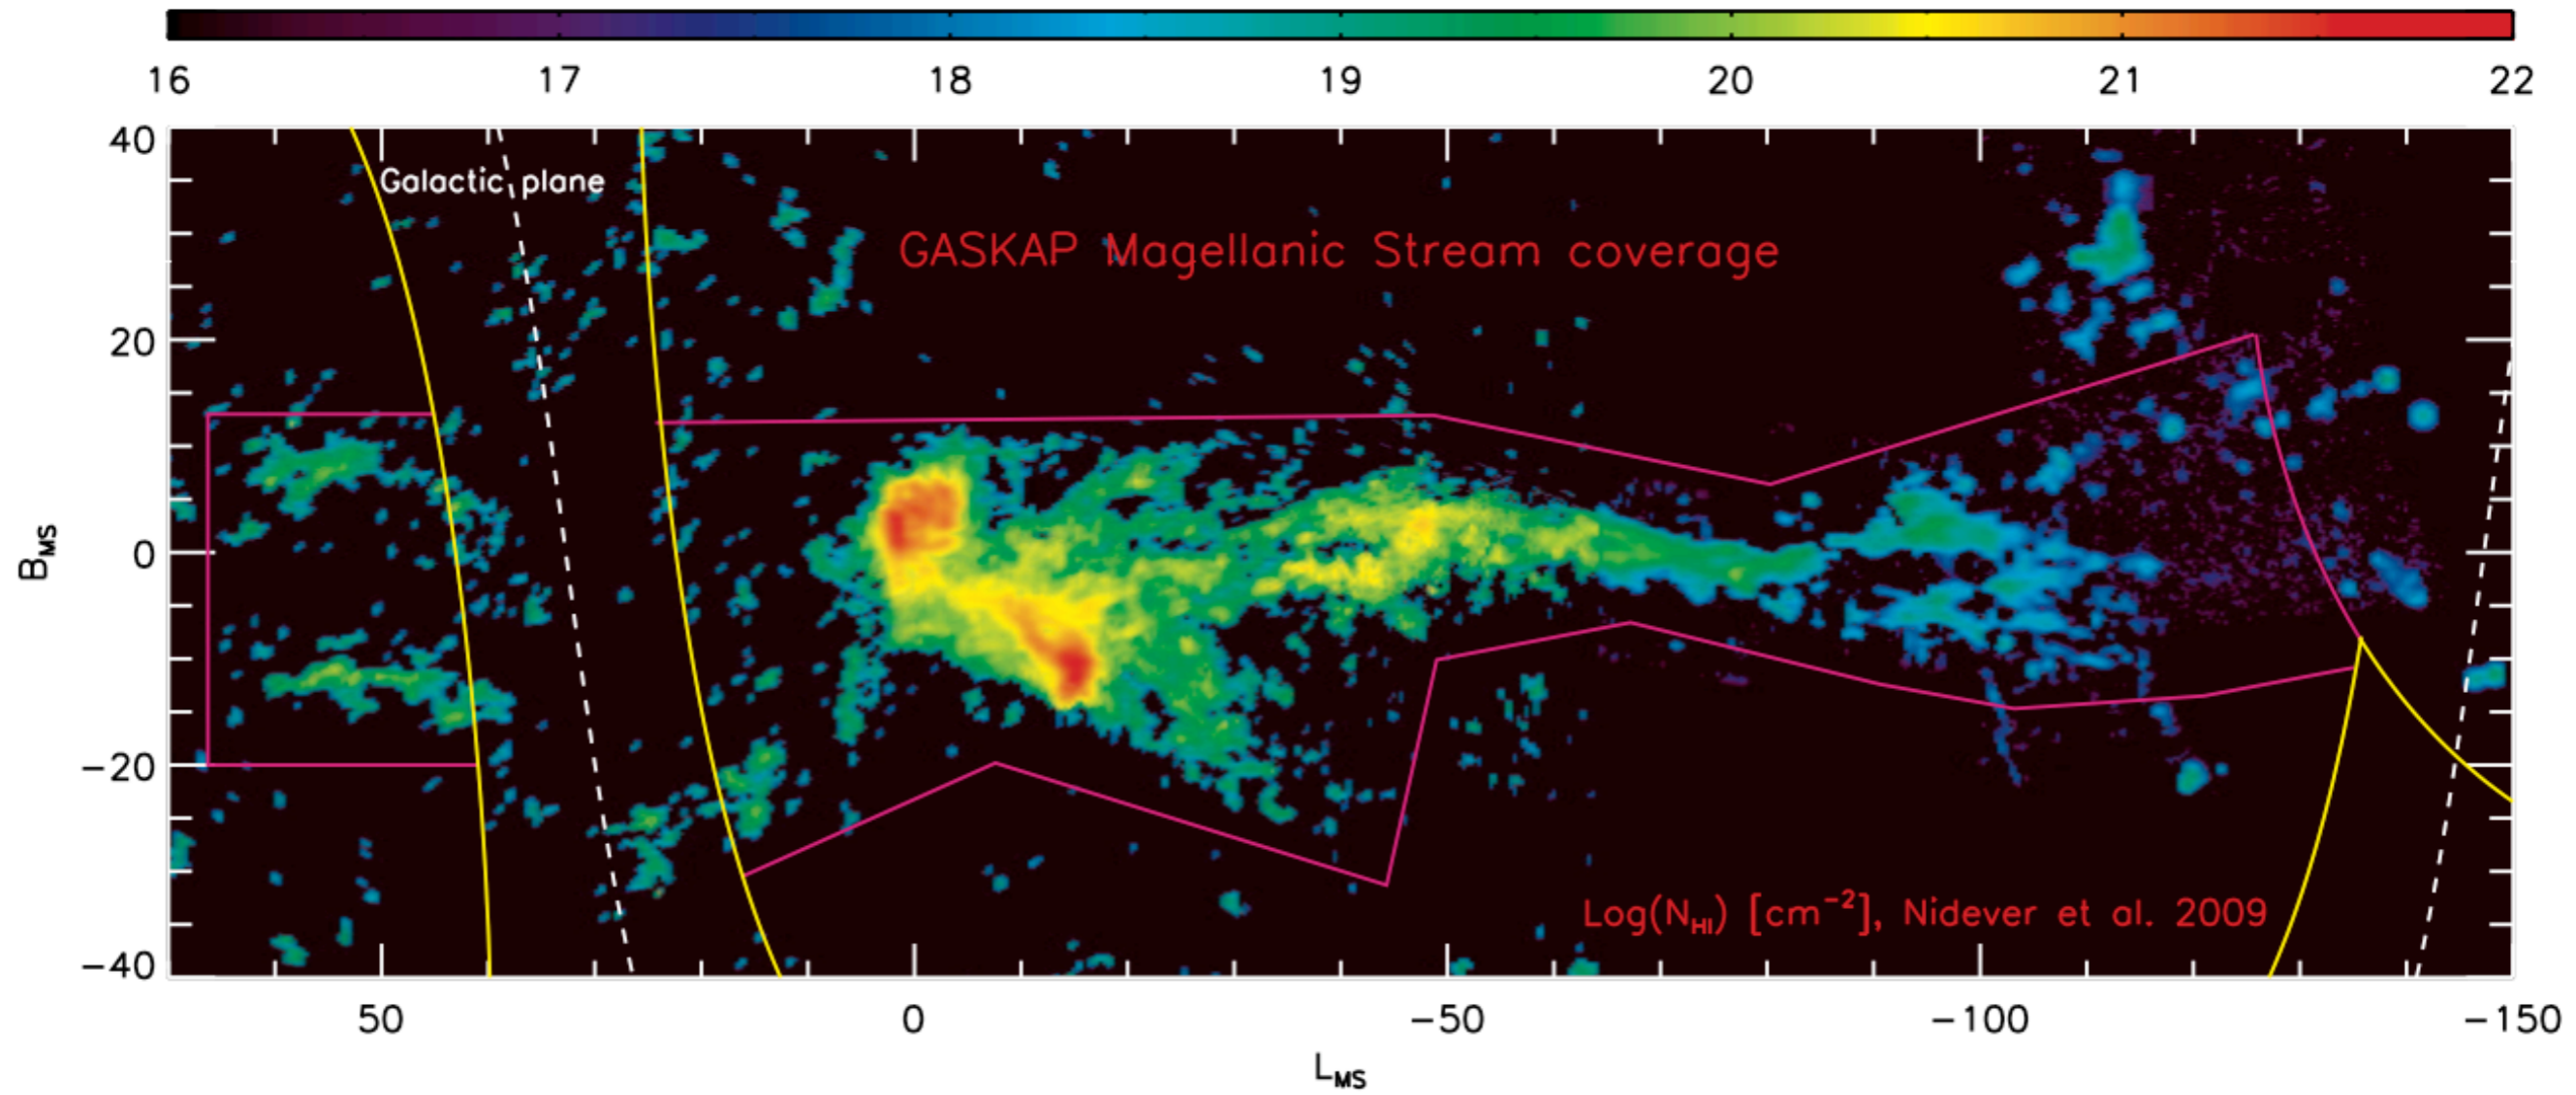 16 17 18 19 20 21 22
40
Galactic plane
GASKAP Magellanic Stream coverage
20
B_MS
0
−20
Log(N_HI) [cm⁻²], Nidever et al. 2009
−40
50 0 −50 −100 −150
L_MS